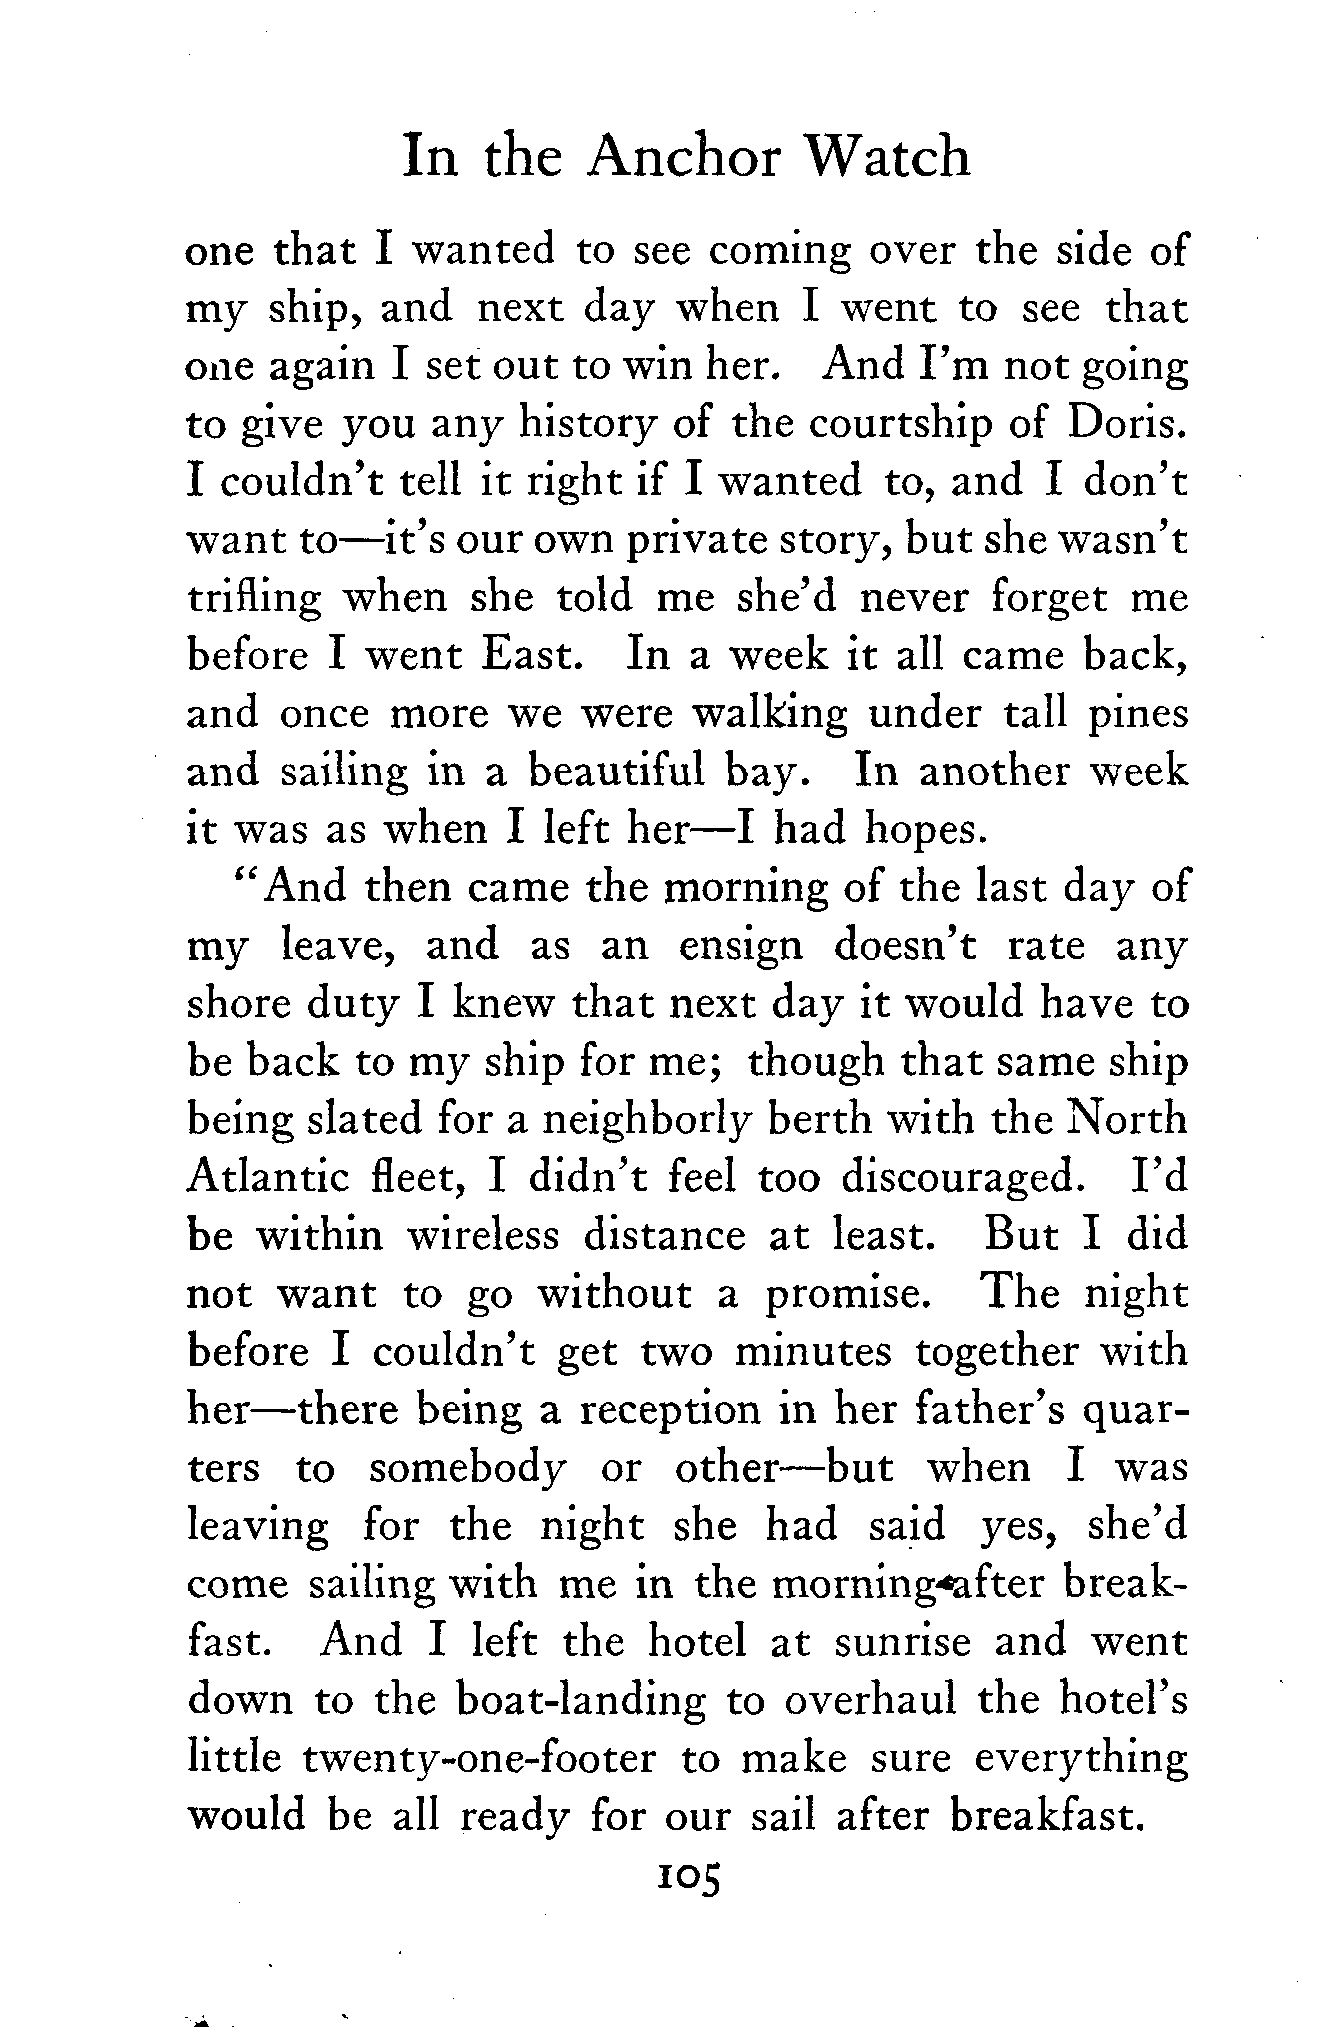 In the Anchor Watch
one that I wanted to see coming over the side of
my ship, and next day when I went to see that
one again I set out to win her. And I'm not going
to give you any history of the courtship of Doris.
I couldn't tell it right if I wanted to, and I don't
want to—it's our own private story, but she wasn't
trifling when she told me she'd never forget me
before I went East. In a week it all came back,
and once more we were walking under tall pines
and sailing in a beautiful bay. In another week
it was as when I left her—I had hopes.
"And then came the morning of the last day of
my leave, and as an ensign doesn't rate any
shore duty I knew that next day it would have to
be back to my ship for me; though that same ship
being slated for a neighborly berth with the North
Atlantic fleet, I didn't feel too discouraged. I'd
be within wireless distance at least. But I did
not want to go without a promise. The night
before I couldn't get two minutes together with
her—there being a reception in her father's quar-
ters to somebody or other—but when I was
leaving for the night she had said yes, she'd
come sailing with me in the morning after break-
fast. And I left the hotel at sunrise and went
down to the boat-landing to overhaul the hotel's
little twenty-one-footer to make sure everything
would be all ready for our sail after breakfast.
105